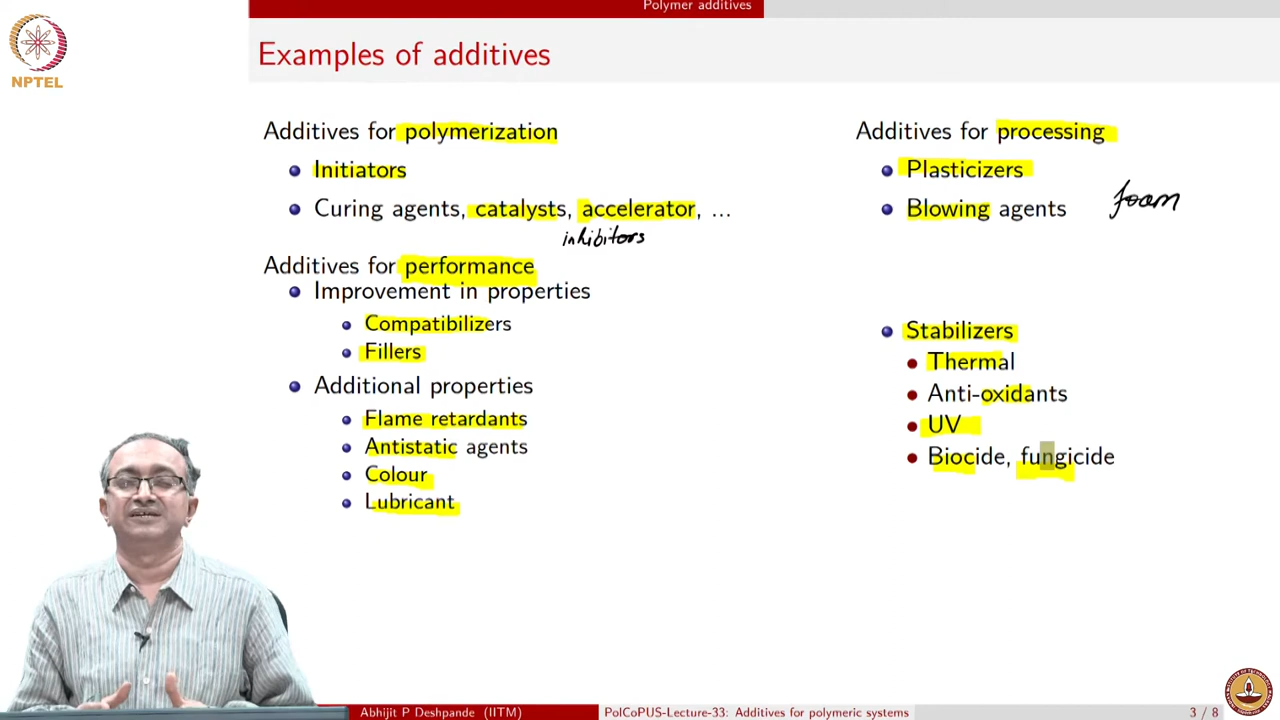 Polymer additives
NPTEL
Examples of additives
Additives for polymerization
Initiators
Curing agents, catalysts, accelerator, ...
inhibitors
Additives for performance
Improvement in properties
Compatibilizers
Fillers
Additional properties
Flame retardants
Antistatic agents
Colour
Lubricant
Additives for processing
Plasticizers
Blowing agents
foam
Stabilizers
Thermal
Anti-oxidants
UV
Biocide, fungicide
Abhijit P Deshpande (IITM)
PolCoPUS-Lecture-33: Additives for polymeric systems
3 / 8